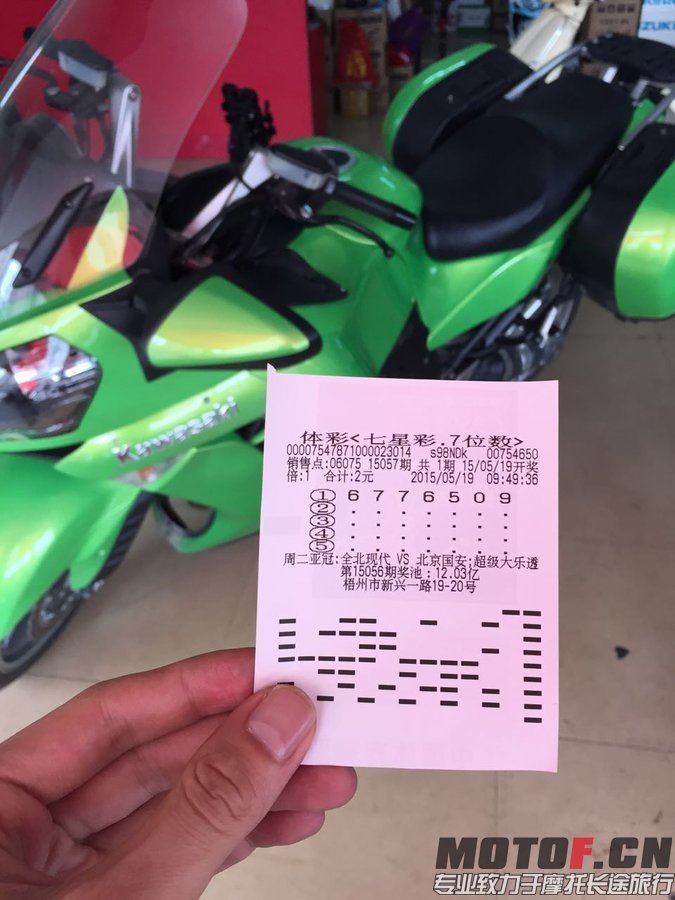 UZUKI
Kawasaki
体彩<七星彩.7位数>
00007547871000023014 s98NDk 00754650
销售点:06075 15057期 共 1期 15/05/19开奖
倍:1 合计:2元 2015/05/19 09:49:36
① 6 7 7 6 5 0 9
② . . . . . . .
③ . . . . . . .
④ . . . . . . .
⑤ . . . . . . .
周二亚冠:全北现代 VS 北京国安;超级大乐透
第15056期奖池：12.03亿
梧州市新兴一路19-20号
MOTOF.CN
专业致力于摩托长途旅行